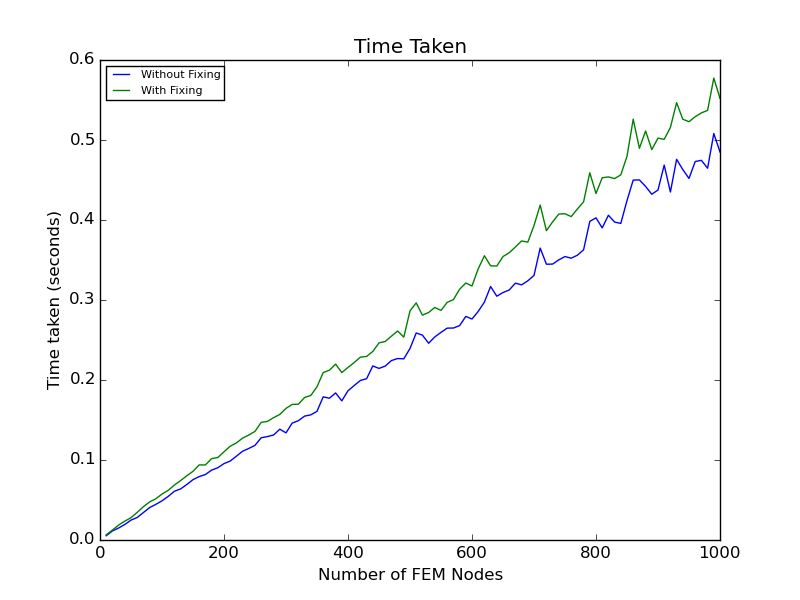 Time Taken
Without Fixing
With Fixing
0.6
0.5
0.4
0.3
0.2
0.1
0.0
Time taken (seconds)
0 200 400 600 800 1000
Number of FEM Nodes